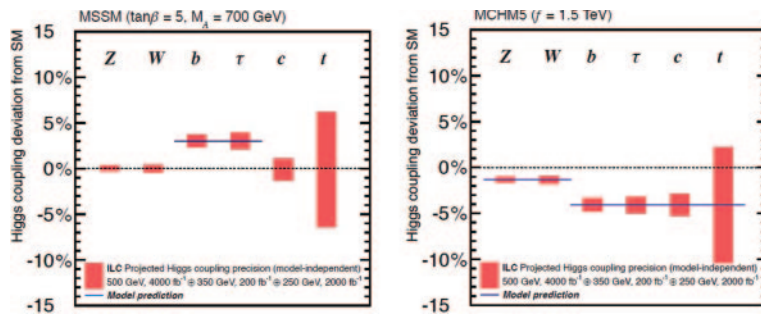 MSSM (tanβ = 5, M_A = 700 GeV)
Higgs coupling deviation from SM
15
10%
5%
0%
-5%
-10%
-15
Z W b τ c t
ILC Projected Higgs coupling precision (model-independent)
500 GeV, 4000 fb⁻¹ ⊕ 350 GeV, 200 fb⁻¹ ⊕ 250 GeV, 2000 fb⁻¹
Model prediction
MCHM5 (f = 1.5 TeV)
Higgs coupling deviation from SM
15
10%
5%
0%
-5%
-10%
-15
Z W b τ c t
ILC Projected Higgs coupling precision (model-independent)
500 GeV, 4000 fb⁻¹ ⊕ 350 GeV, 200 fb⁻¹ ⊕ 250 GeV, 2000 fb⁻¹
Model prediction